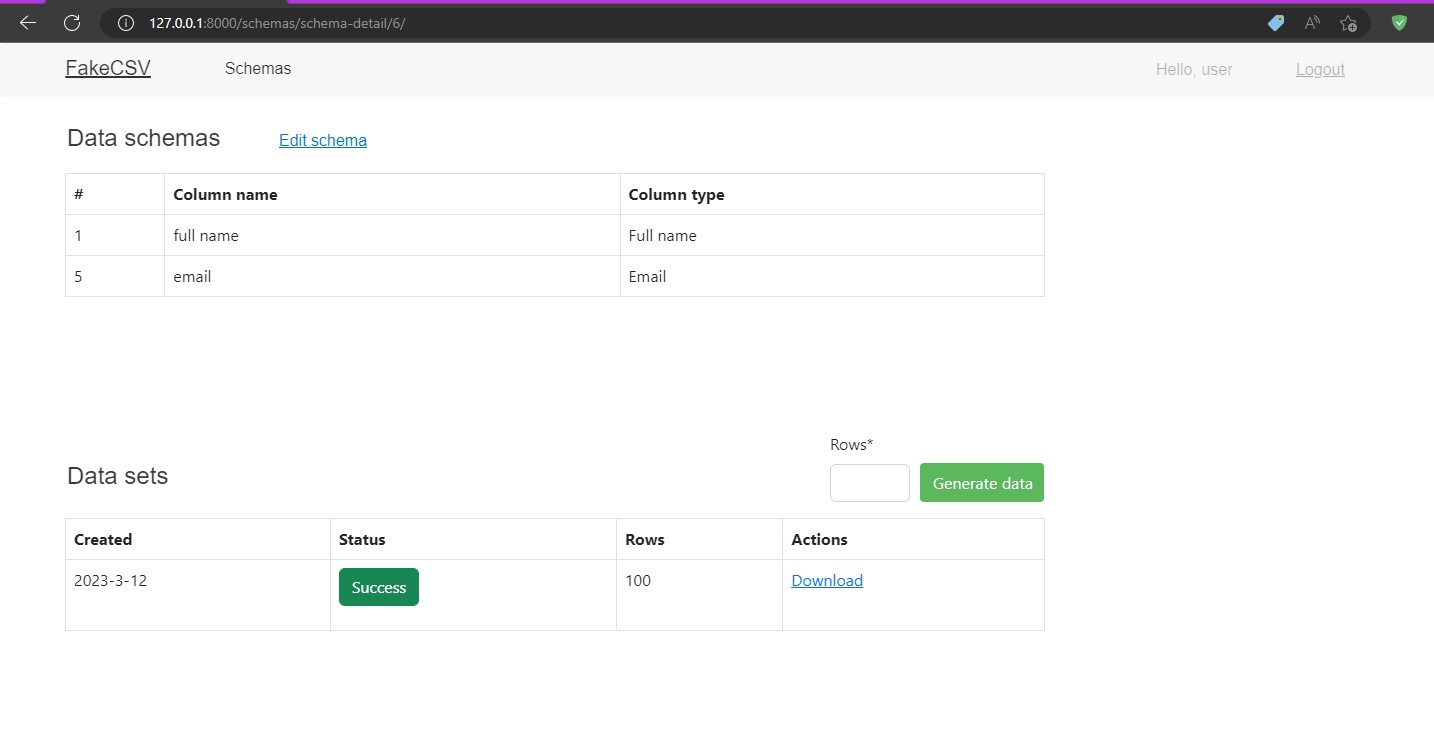 127.0.0.1:8000/schemas/schema-detail/6/
FakeCSV Schemas Hello, user Logout
Data schemas Edit schema
# Column name Column type
1 full name Full name
5 email Email
Rows*
Data sets Generate data
Created Status Rows Actions
2023-3-12 Success 100 Download